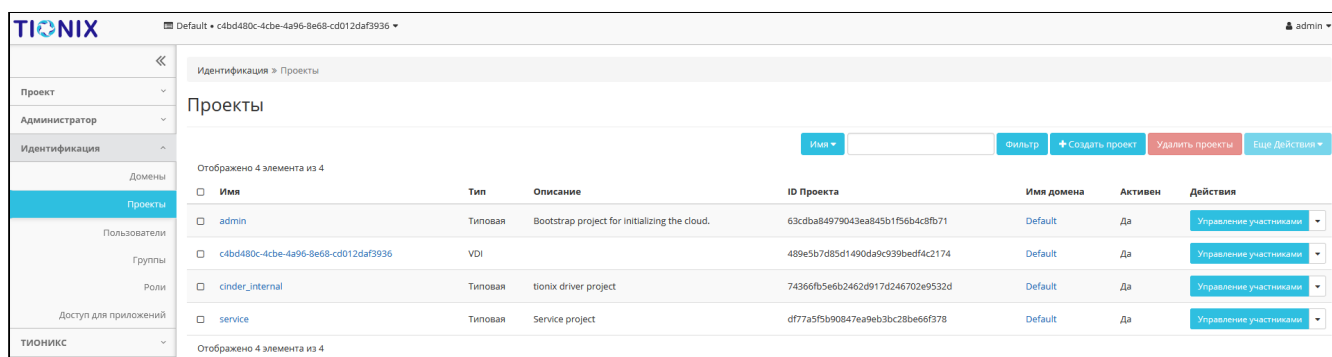 TIONIX
Default • c4bd480c-4cbe-4a96-8e68-cd012daf3936
admin
Идентификация » Проекты
Проект
Администратор
Идентификация
Домены
Проекты
Пользователи
Группы
Роли
Доступ для приложений
ТИОНИКС
Проекты
Имя Фильтр Создать проект Удалить проекты Еще Действия
Отображено 4 элемента из 4
Имя Тип Описание ID Проекта Имя домена Активен Действия
admin Типовая Bootstrap project for initializing the cloud. 63cdba84979043ea845b1f56b4c8fb71 Default Да Управление участниками
c4bd480c-4cbe-4a96-8e68-cd012daf3936 VDI 489e5b7d85d1490da9c939bedf4c2174 Default Да Управление участниками
cinder_internal Типовая tionix driver project 74366fb5e6b2462d917d246702e9532d Default Да Управление участниками
service Типовая Service project df77a5f5b90847ea9eb3bc28be66f378 Default Да Управление участниками
Отображено 4 элемента из 4